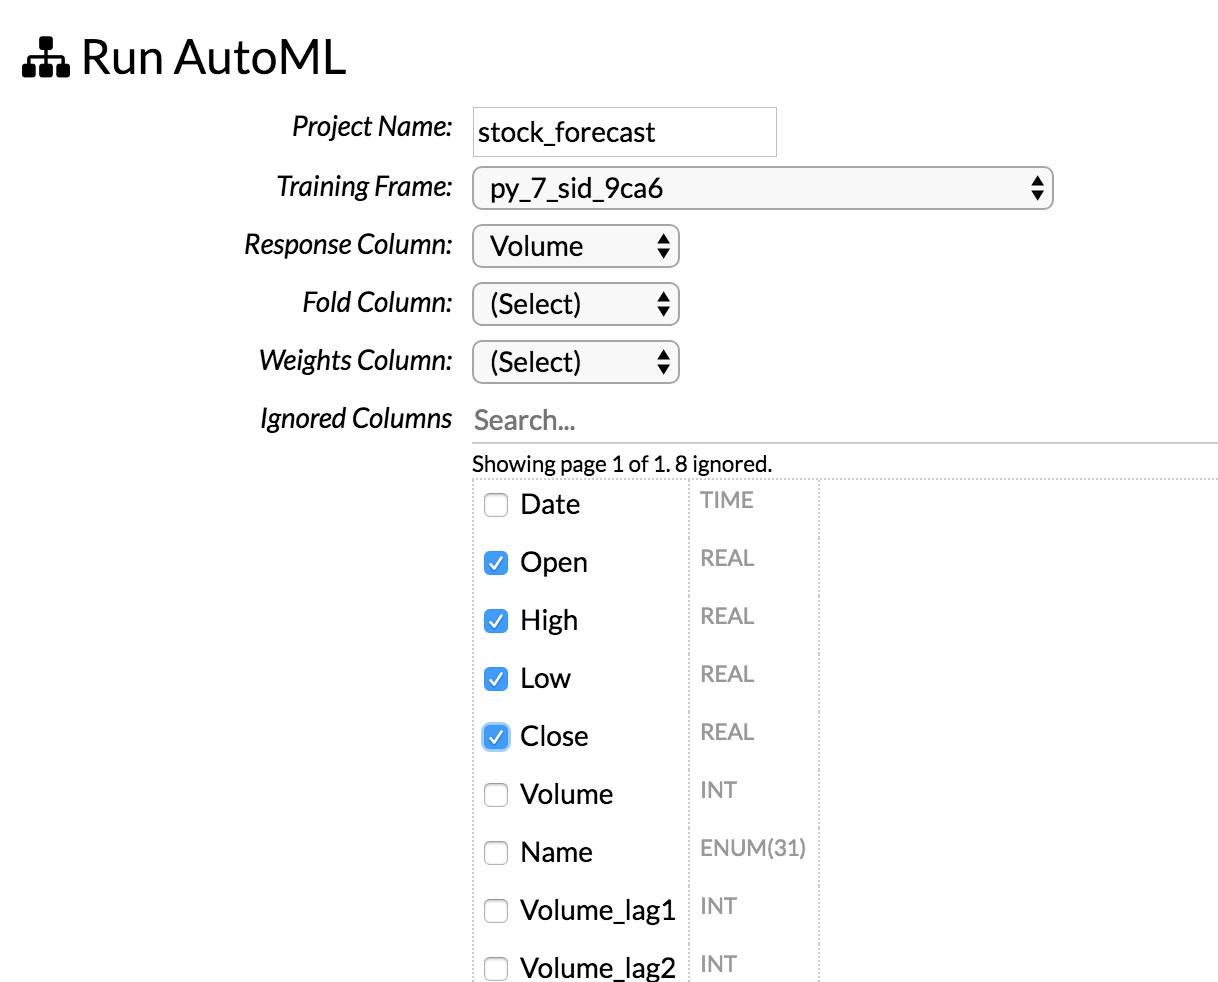 Run AutoML
Project Name: stock_forecast
Training Frame: py_7_sid_9ca6
Response Column: Volume
Fold Column: (Select)
Weights Column: (Select)
Ignored Columns Search...
Showing page 1 of 1. 8 ignored.
Date TIME
Open REAL
High REAL
Low REAL
Close REAL
Volume INT
Name ENUM(31)
Volume_lag1 INT
Volume_lag2 INT